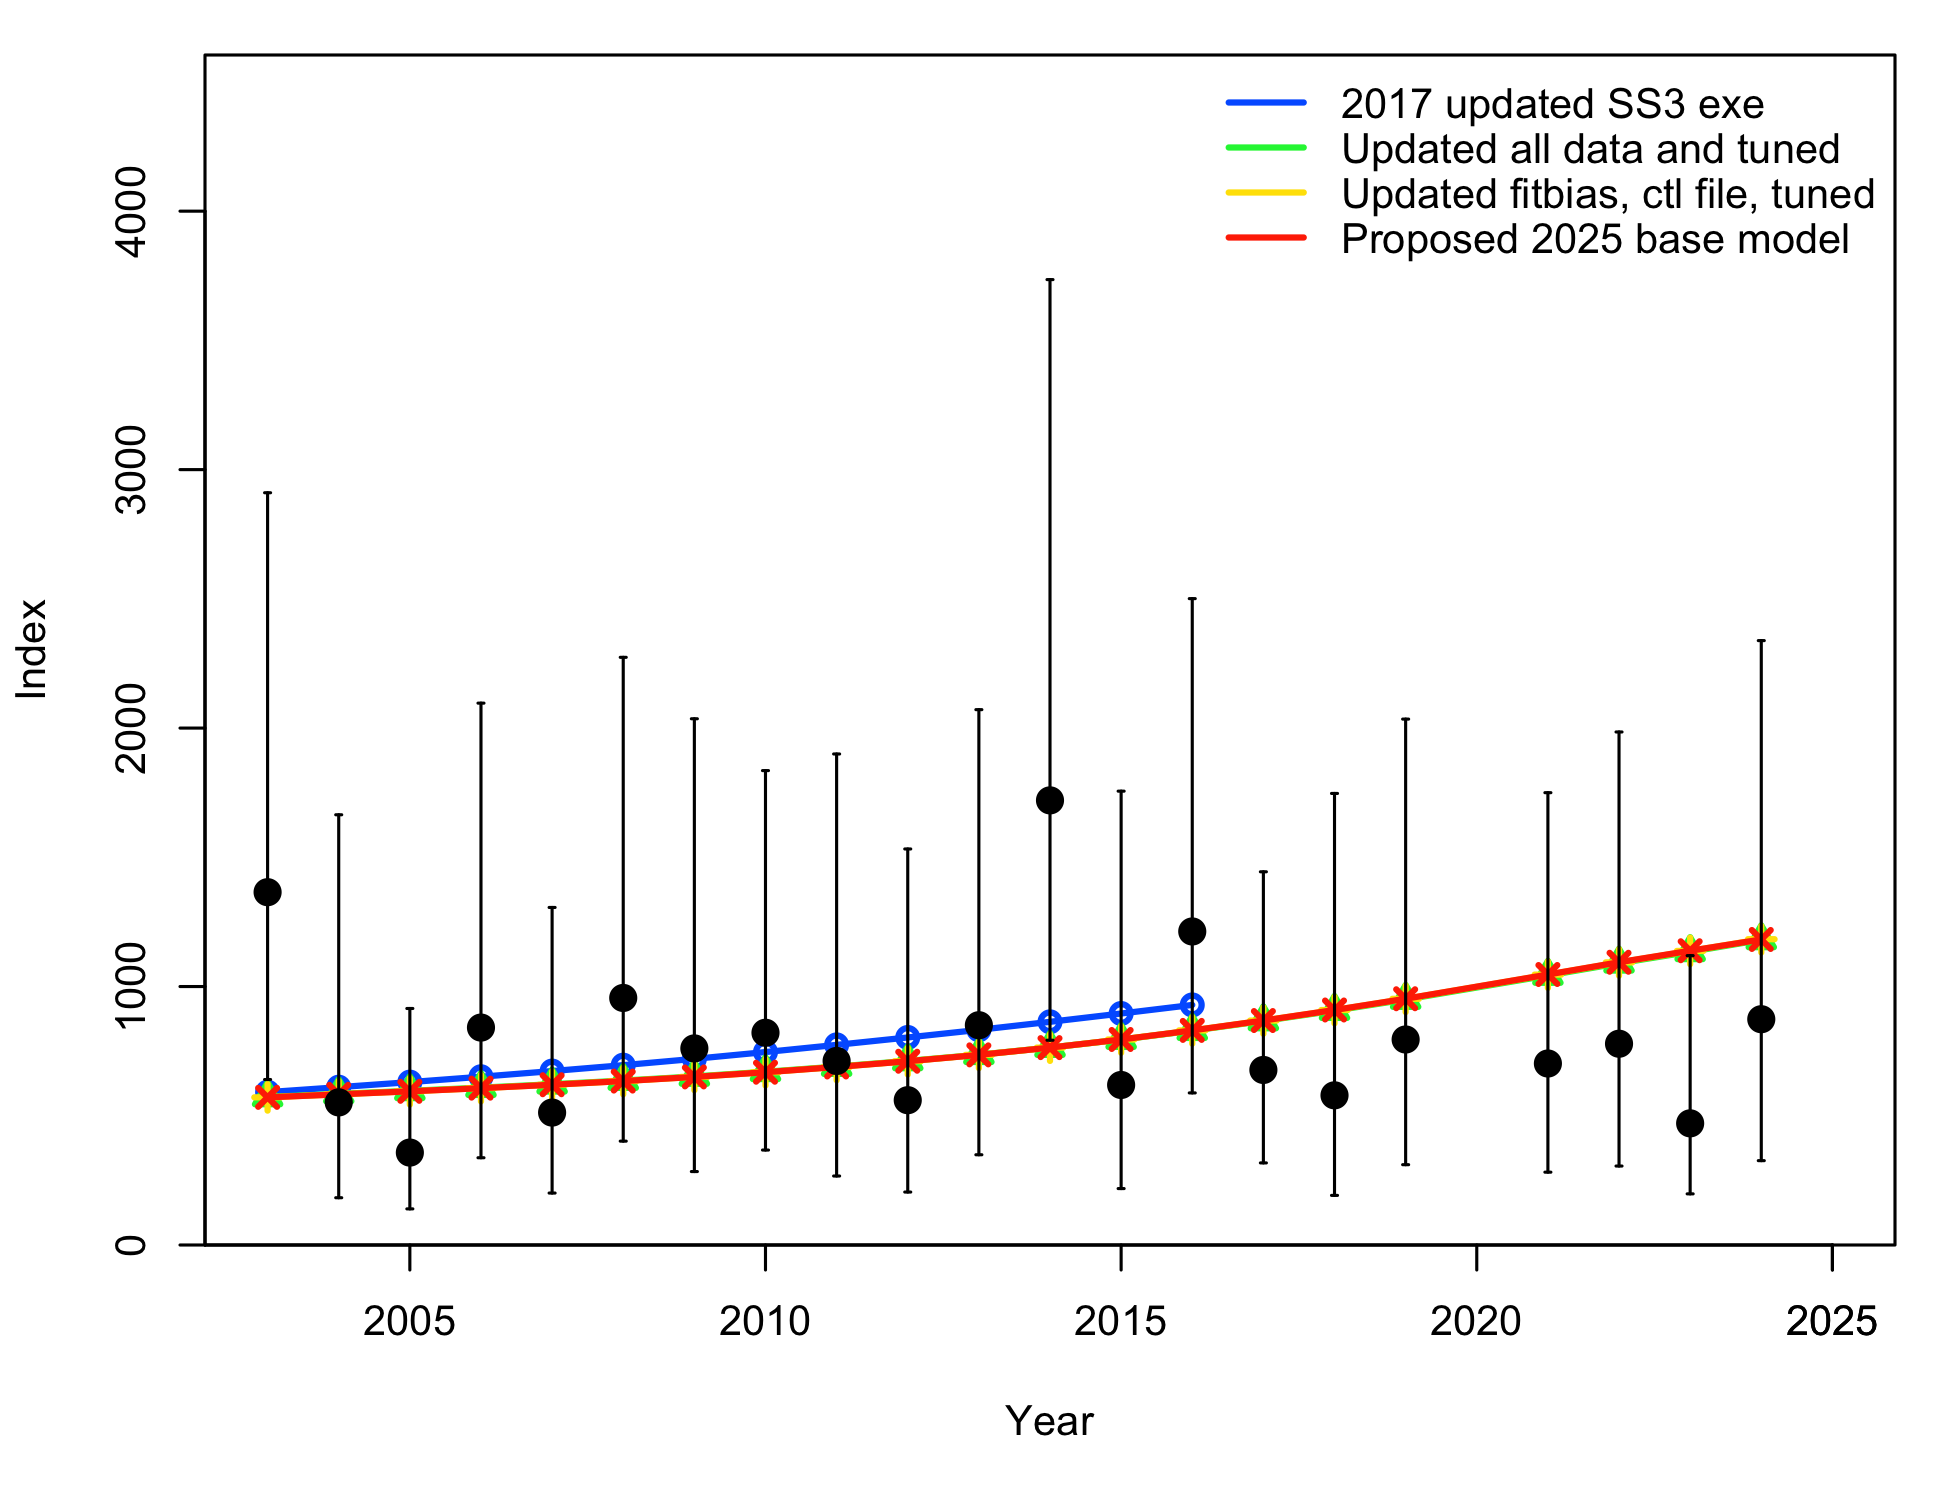 2017 updated SS3 exe
Updated all data and tuned
Updated fitbias, ctl file, tuned
Proposed 2025 base model
4000
3000
2000
1000
0
Index
2005 2010 2015 2020 2025
Year